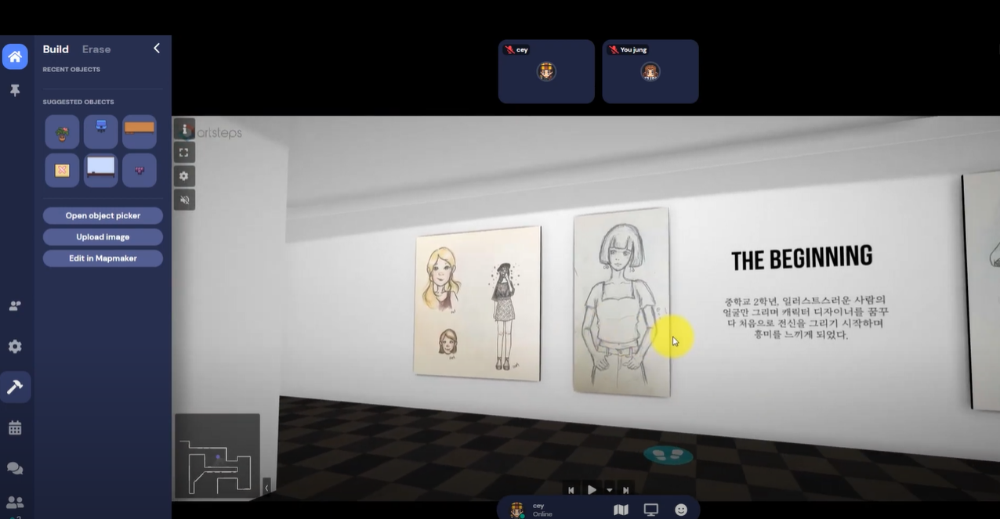 Build Erase
RECENT OBJECTS
SUGGESTED OBJECTS
Open object picker
Upload image
Edit in Mapmaker
cey
You jung
artsteps
THE BEGINNING
중학교 2학년, 일러스트스러운 사람의
얼굴만 그리며 캐릭터 디자이너를 꿈꾸
다 처음으로 전신을 그리기 시작하며
흥미를 느끼게 되었다.
cey
Online